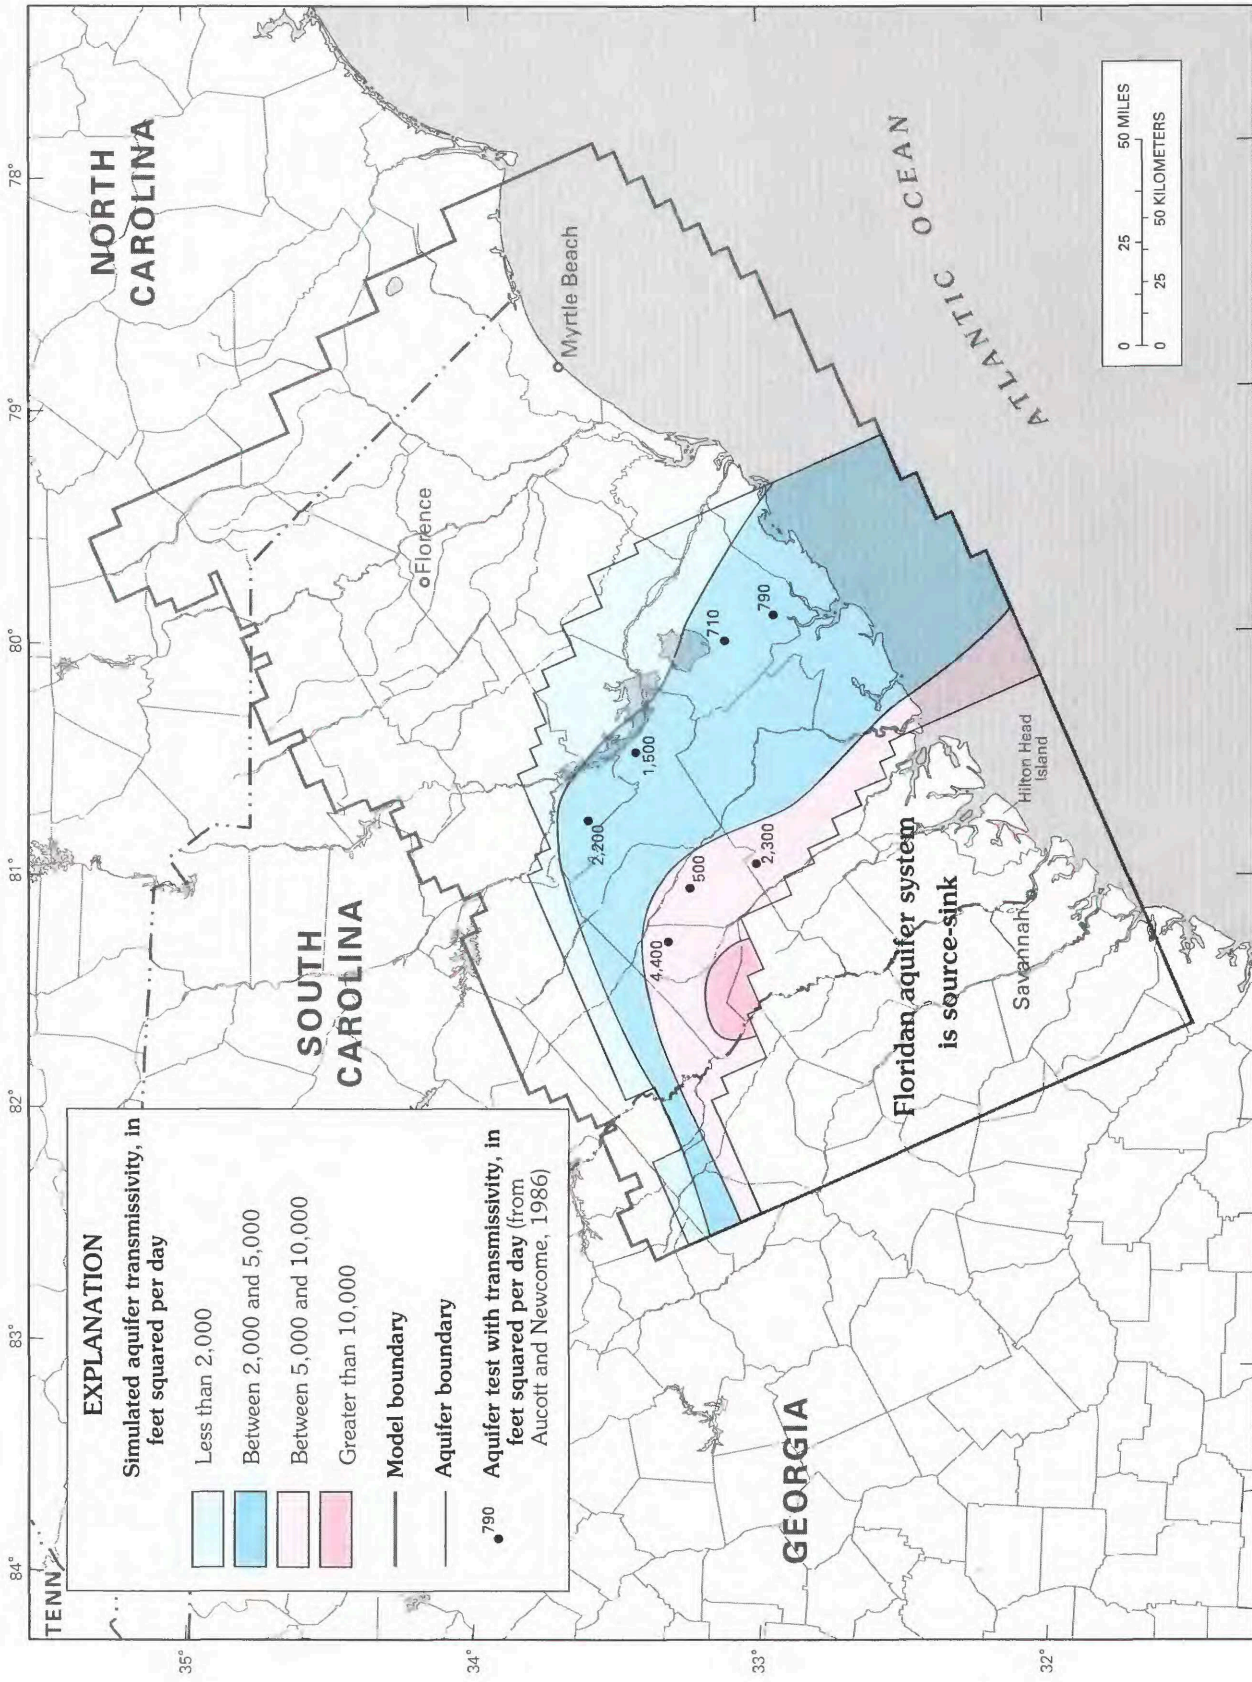 84°
83°
82°
81°
80°
79°
78°
35°
34°
33°
32°
TENN
EXPLANATION
Simulated aquifer transmissivity, in
feet squared per day
Less than 2,000
Between 2,000 and 5,000
Between 5,000 and 10,000
Greater than 10,000
Model boundary
Aquifer boundary
790
Aquifer test with transmissivity, in
feet squared per day (from
Aucott and Newcome, 1986)
NORTH
CAROLINA
SOUTH
CAROLINA
GEORGIA
Florence
Myrtle Beach
2,200
1,500
710
790
4,400
500
2,300
Floridan aquifer system
is source-sink
Savannah
Hilton Head
Island
ATLANTIC OCEAN
0 25 50 MILES
0 25 50 KILOMETERS